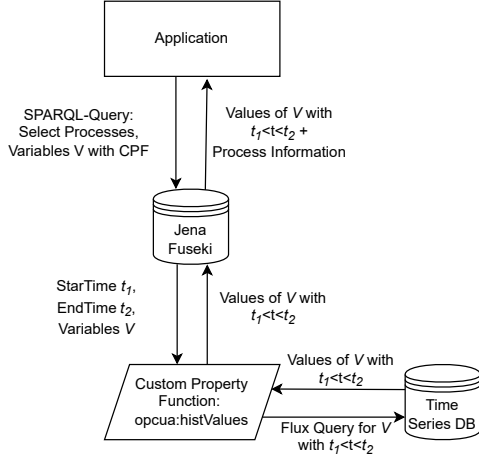 Application
SPARQL-Query:
Select Processes,
Variables V with CPF
Values of V with
t1<t<t2 +
Process Information
Jena
Fuseki
StarTime t1,
EndTime t2,
Variables V
Values of V with
t1<t<t2
Custom Property
Function:
opcua:histValues
Values of V with
t1<t<t2
Flux Query for V
with t1<t<t2
Time
Series DB